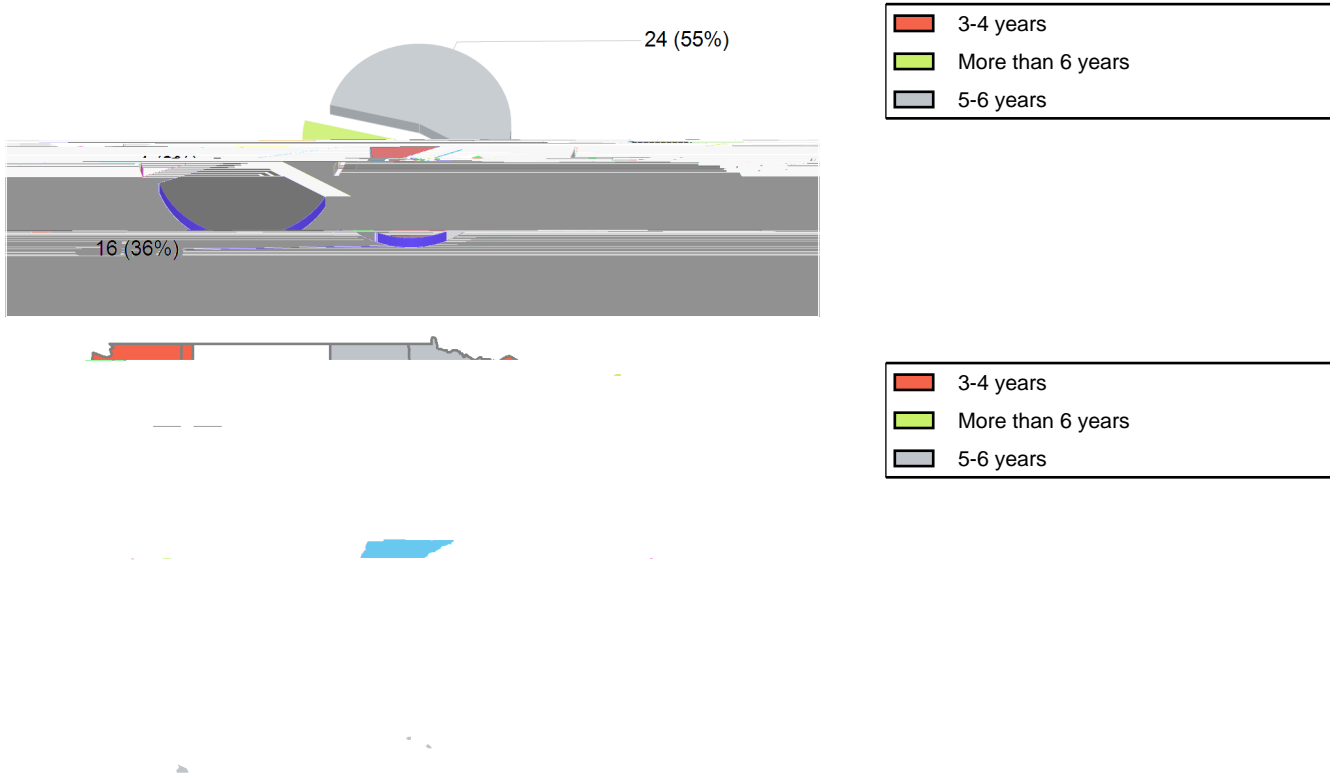 24 (55%)
16 (36%)
3-4 years
More than 6 years
5-6 years
3-4 years
More than 6 years
5-6 years